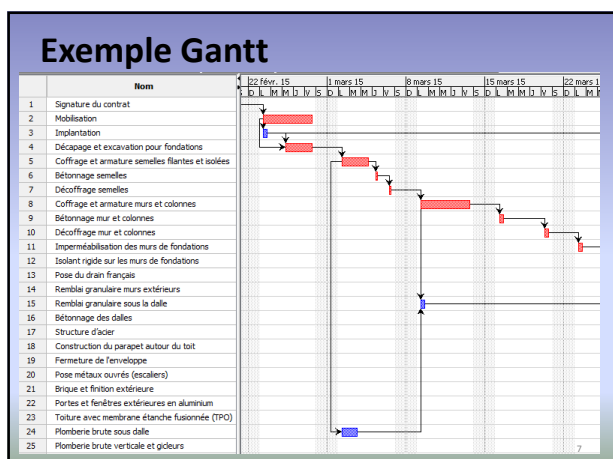 Exemple Gantt
22 févr. 15 1 mars 15 8 mars 15 15 mars 15 22 mars 1
Nom S D L M M J V S D L M M J V S D L M M J V S D L M M J V S D L M M
1 Signature du contrat
2 Mobilisation
3 Implantation
4 Décapage et excavation pour fondations
5 Coffrage et armature semelles filantes et isolées
6 Bétonnage semelles
7 Décoffrage semelles
8 Coffrage et armature murs et colonnes
9 Bétonnage mur et colonnes
10 Décoffrage mur et colonnes
11 Imperméabilisation des murs de fondations
12 Isolant rigide sur les murs de fondations
13 Pose du drain français
14 Remblai granulaire murs extérieurs
15 Remblai granulaire sous la dalle
16 Bétonnage des dalles
17 Structure d'acier
18 Construction du parapet autour du toit
19 Fermeture de l'enveloppe
20 Pose métaux ouvrés (escaliers)
21 Brique et finition extérieure
22 Portes et fenêtres extérieures en aluminium
23 Toiture avec membrane étanche fusionnée (TPO)
24 Plomberie brute sous dalle
25 Plomberie brute verticale et gicleurs
7